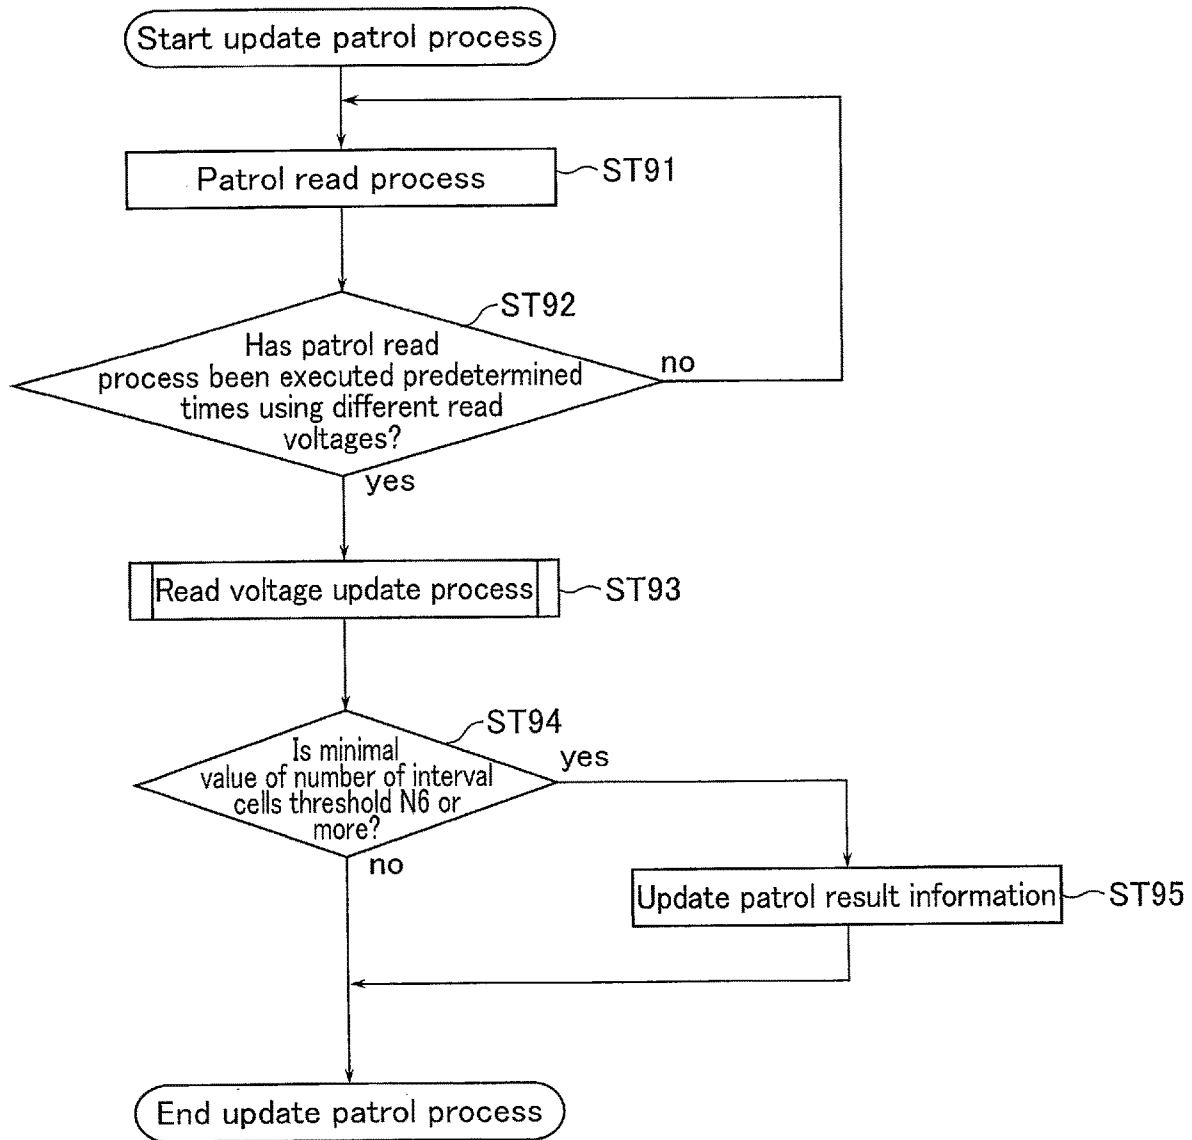 Start update patrol process
Patrol read process
ST91
ST92
Has patrol read
process been executed predetermined
times using different read
voltages?
no
yes
Read voltage update process
ST93
ST94
Is minimal
value of number of interval
cells threshold N6 or
more?
yes
no
Update patrol result information
ST95
End update patrol process